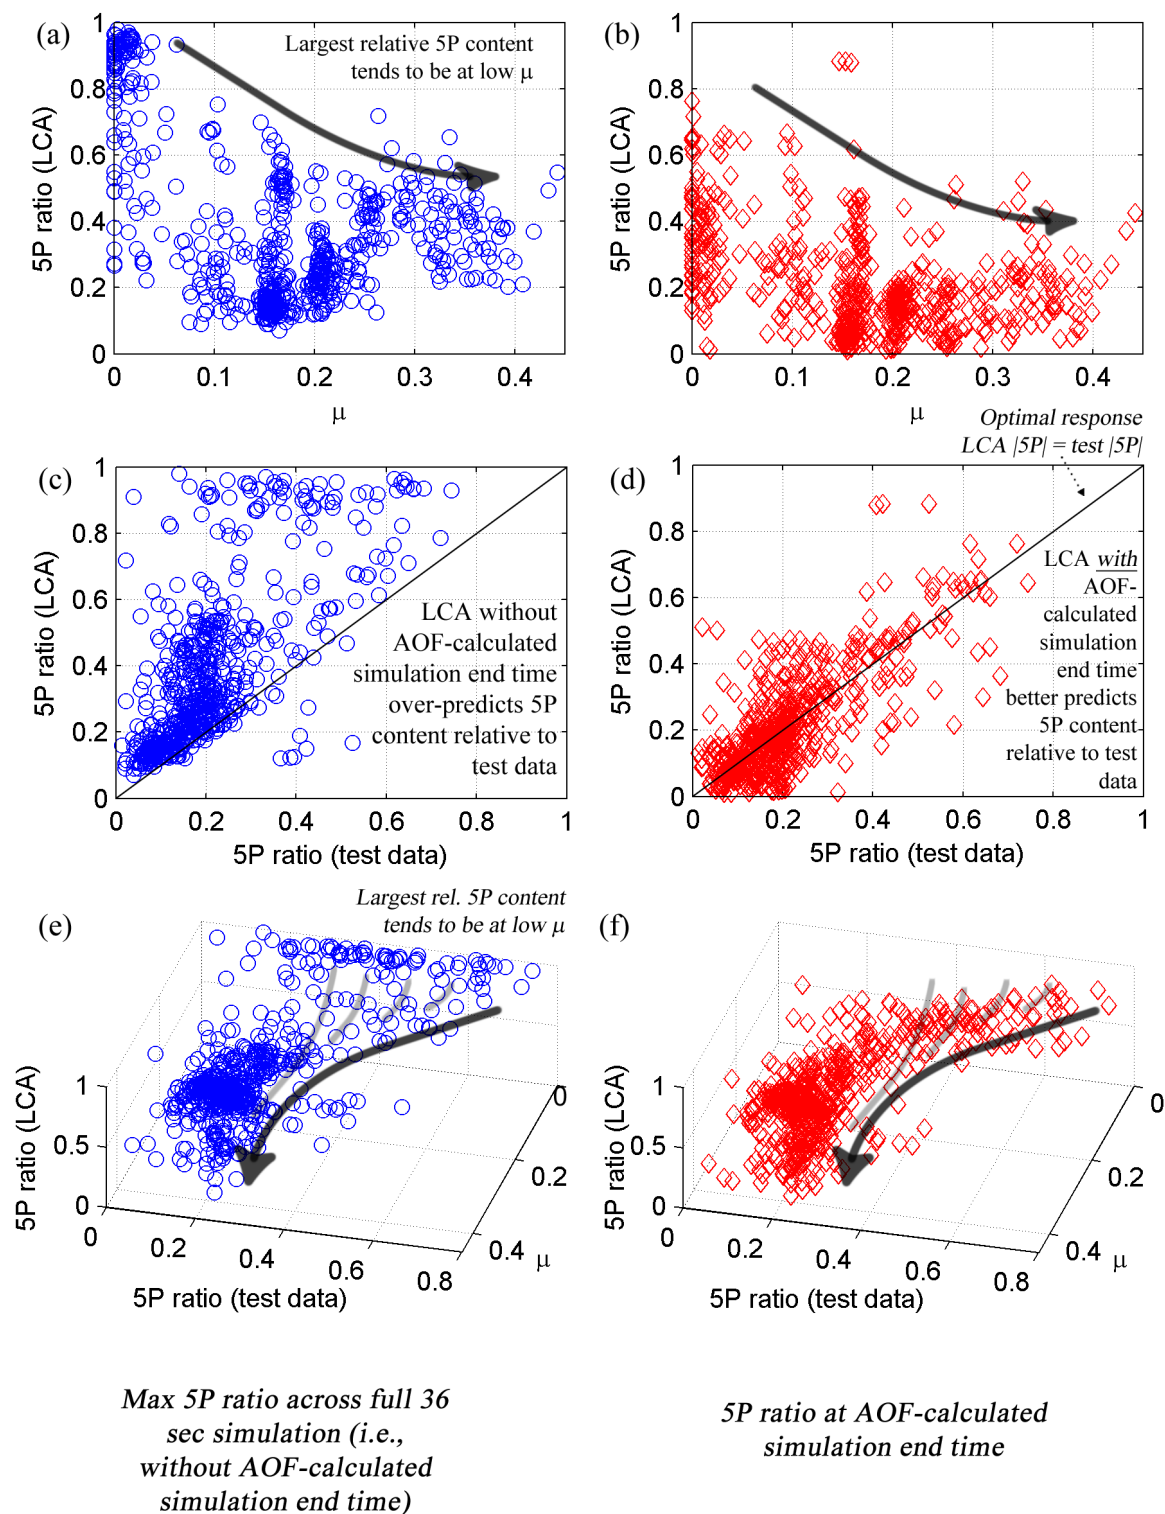 (a)
Largest relative 5P content
tends to be at low μ
5P ratio (LCA)
1
0.8
0.6
0.4
0.2
0
0
0.1
0.2
0.3
0.4
μ
(b)
5P ratio (LCA)
1
0.8
0.6
0.4
0.2
0
0
0.1
0.2
0.3
0.4
μ
Optimal response
LCA |5P| = test |5P|
(c)
5P ratio (LCA)
1
0.8
0.6
0.4
0.2
0
LCA without
AOF-calculated
simulation end time
over-predicts 5P
content relative to
test data
0
0.2
0.4
0.6
0.8
1
5P ratio (test data)
(d)
5P ratio (LCA)
1
0.8
0.6
0.4
0.2
0
LCA with
AOF-
calculated
simulation
end time
better predicts
5P content
relative to test
data
0
0.2
0.4
0.6
0.8
1
5P ratio (test data)
(e)
Largest rel. 5P content
tends to be at low μ
5P ratio (LCA)
1
0.5
0
0
0.2
0.4
0.6
0.8
5P ratio (test data)
0
0.2
0.4
μ
(f)
5P ratio (LCA)
1
0.5
0
0
0.2
0.4
0.6
0.8
5P ratio (test data)
0
0.2
0.4
μ
Max 5P ratio across full 36
sec simulation (i.e.,
without AOF-calculated
simulation end time)
5P ratio at AOF-calculated
simulation end time